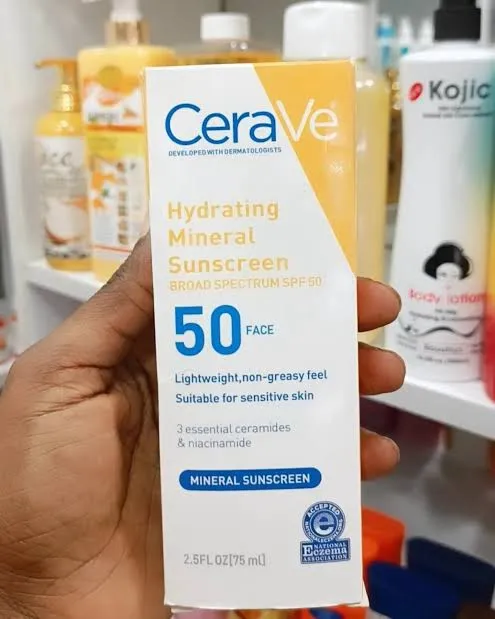 CeraVe
DEVELOPED WITH DERMATOLOGISTS
Hydrating
Mineral
Sunscreen
BROAD SPECTRUM SPF 50
50 FACE
Lightweight,non-greasy feel
Suitable for sensitive skin
3 essential ceramides
& niacinamide
MINERAL SUNSCREEN
ACCEPTED
NATIONAL
Eczema
ASSOCIATION
2.5FL OZ[75 ml]
Kojic
Body lotion